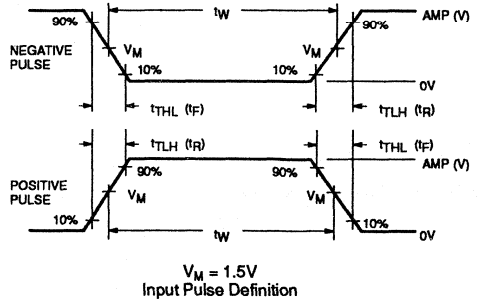 tW
90% 90% AMP (V)
NEGATIVE PULSE VM VM
10% 10%
0V
tTHL (tF) tTLH (tR)
tTLH (tR) tTHL (tF)
AMP (V)
90% 90%
POSITIVE PULSE VM VM
10% 10%
tW 0V
VM = 1.5V
Input Pulse Definition